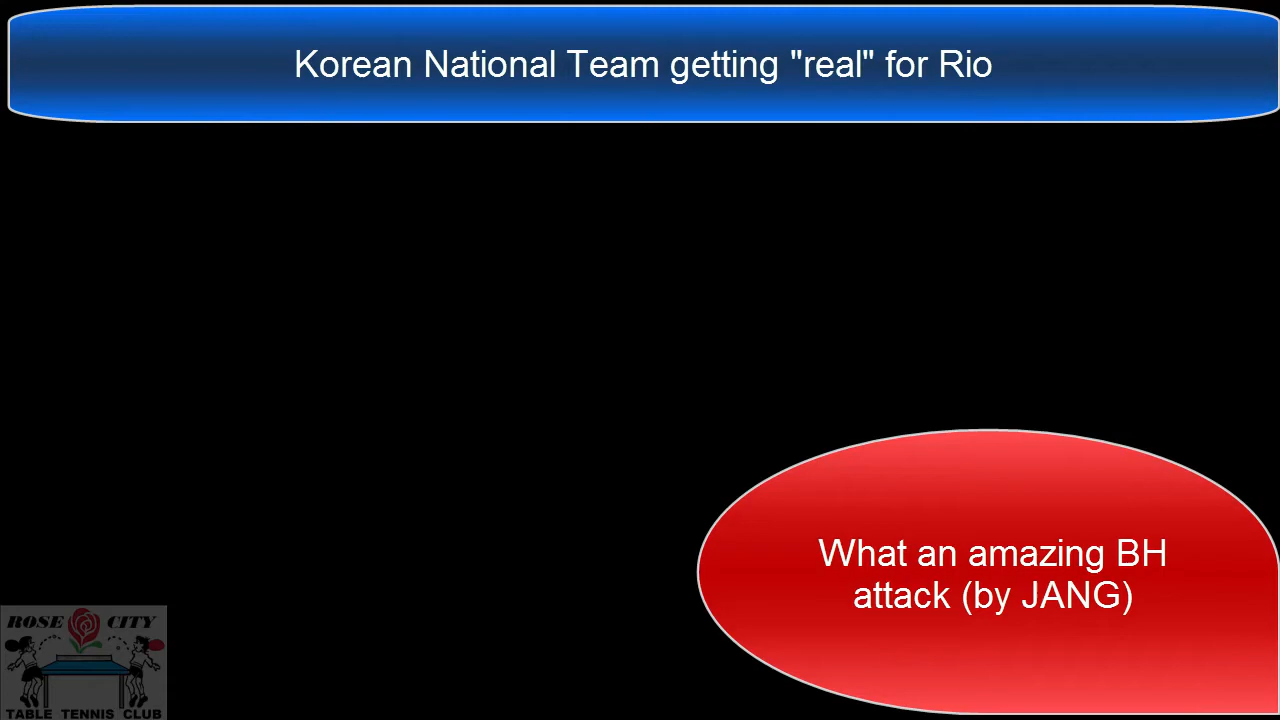 Korean National Team getting "real" for Rio
What an amazing BH
attack (by JANG)
ROSE CITY
TABLE TENNIS CLUB